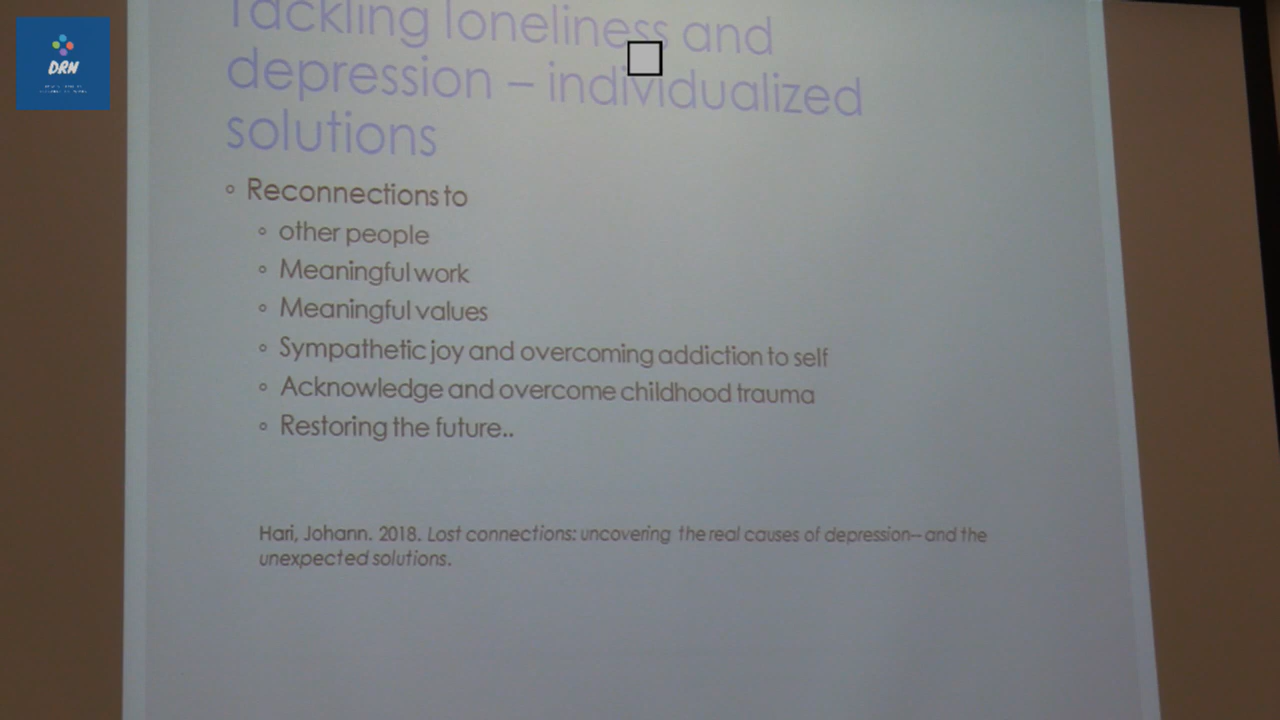 DRN
Tackling loneliness and
depression – individualized
solutions
Reconnections to
other people
Meaningful work
Meaningful values
Sympathetic joy and overcoming addiction to self
Acknowledge and overcome childhood trauma
Restoring the future..
Hari, Johann. 2018. Lost connections: uncovering the real causes of depression–and the
unexpected solutions.